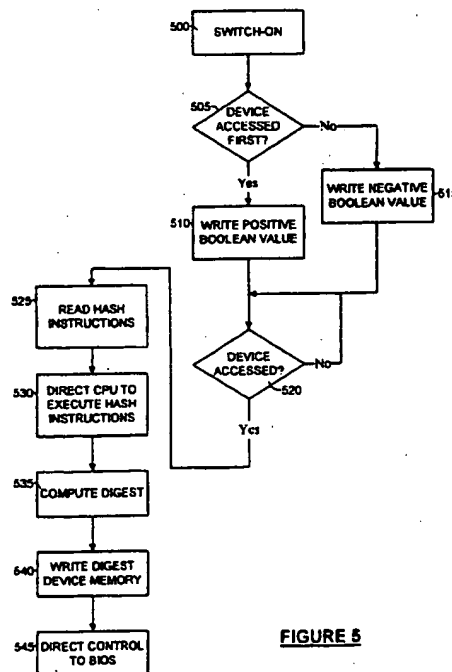 500
SWITCH-ON
505
DEVICE
ACCESSED
FIRST?
No
Yes
WRITE NEGATIVE
BOOLEAN VALUE
51
510
WRITE POSITIVE
BOOLEAN VALUE
525
READ HASH
INSTRUCTIONS
DEVICE
ACCESSED?
No
520
Yes
530
DIRECT CPU TO
EXECUTE HASH
INSTRUCTIONS
535
COMPUTE DIGEST
540
WRITE DIGEST
DEVICE MEMORY
545
DIRECT CONTROL
TO BIOS
FIGURE 5